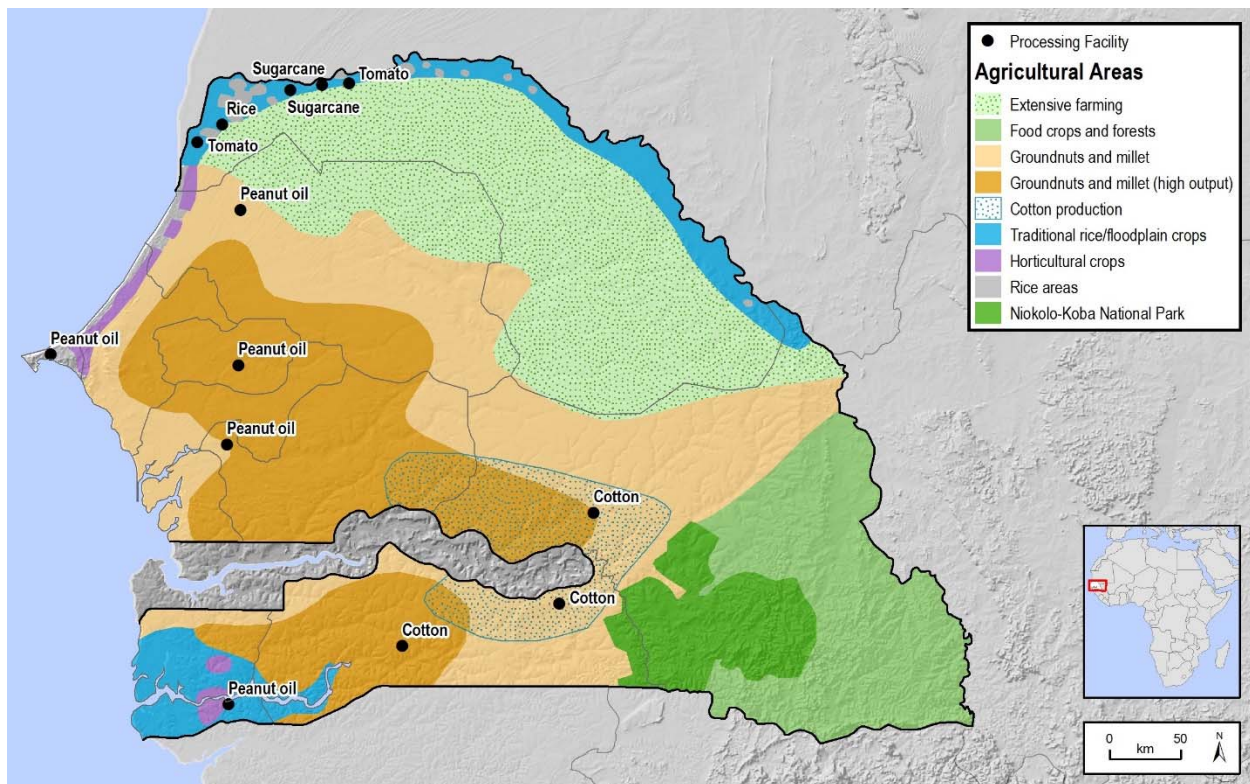 Processing Facility
Agricultural Areas
Extensive farming
Food crops and forests
Groundnuts and millet
Groundnuts and millet (high output)
Cotton production
Traditional rice/floodplain crops
Horticultural crops
Rice areas
Niokolo-Koba National Park
Sugarcane
Tomato
Sugarcane
Rice
Tomato
Peanut oil
Peanut oil
Peanut oil
Peanut oil
Cotton
Cotton
Cotton
Peanut oil
0 50
km
N